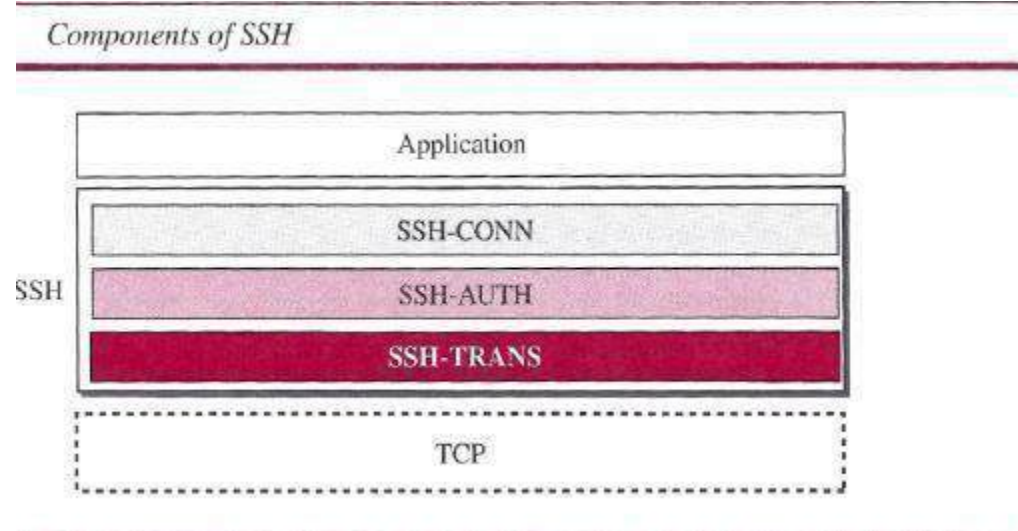 Components of SSH
Application
SSH-CONN
SSH
SSH-AUTH
SSH-TRANS
TCP